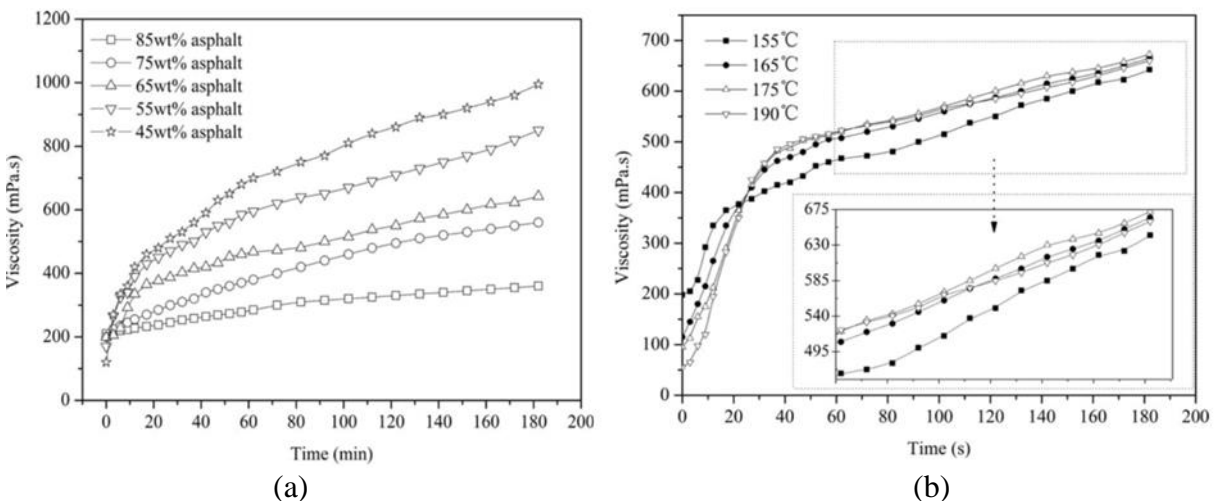 1200
1000
800
600
400
200
0
Viscosity (mPa.s)
85wt% asphalt
75wt% asphalt
65wt% asphalt
55wt% asphalt
45wt% asphalt
0 20 40 60 80 100 120 140 160 180 200
Time (min)
(a)
700
600
500
400
300
200
100
0
Viscosity (mPa.s)
155℃
165℃
175℃
190℃
675
630
585
540
495
0 20 40 60 80 100 120 140 160 180 200
Time (s)
(b)